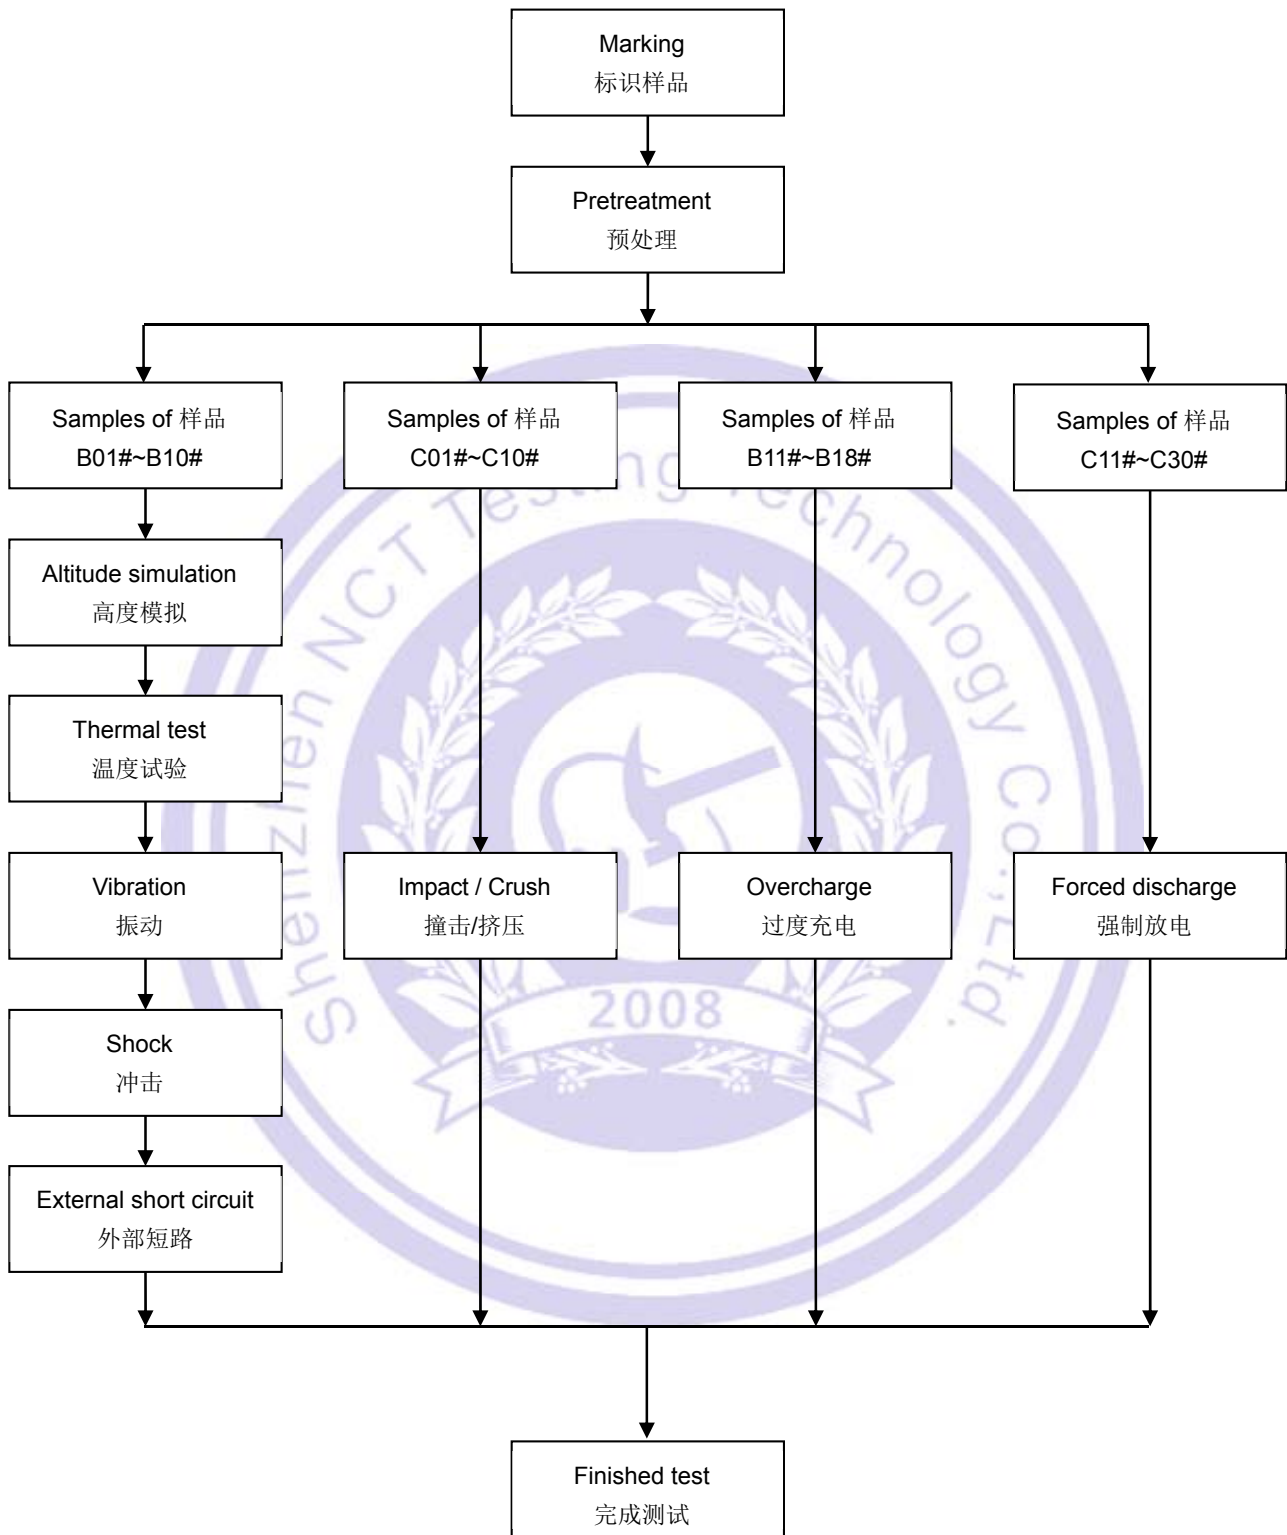 Marking
标识样品
Pretreatment
预处理
Samples of 样品
B01#~B10#
Samples of 样品
C01#~C10#
Samples of 样品
B11#~B18#
Samples of 样品
C11#~C30#
Altitude simulation
高度模拟
Thermal test
温度试验
Vibration
振动
Impact / Crush
撞击/挤压
Overcharge
过度充电
Forced discharge
强制放电
Shock
冲击
External short circuit
外部短路
Finished test
完成测试
Shenzhen NCT Testing Technology Co.,Ltd.
2008